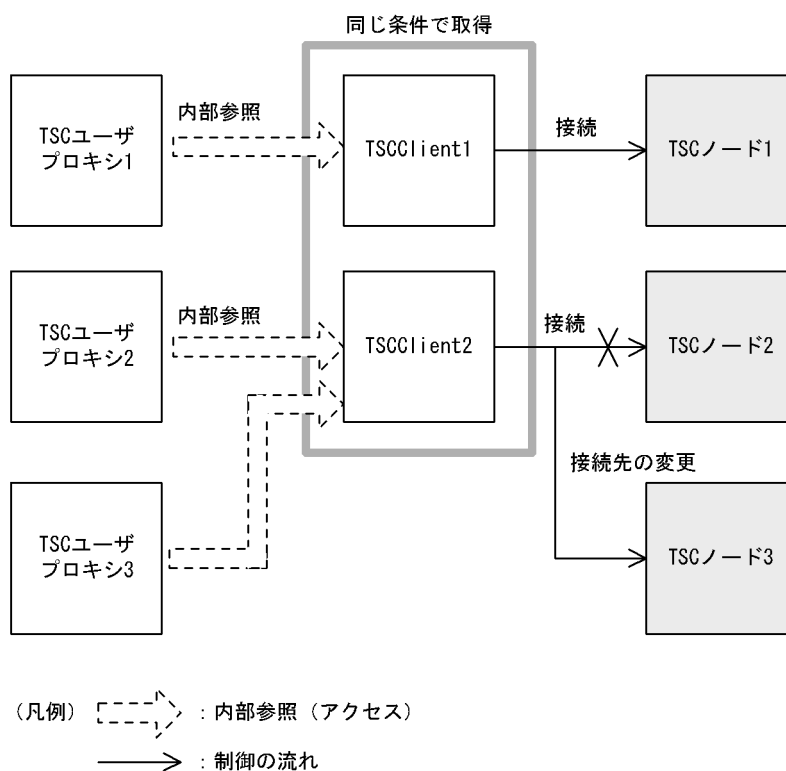 同じ条件で取得
TSCユーザ
プロキシ1
内部参照
TSCClient1
接続
TSCノード1
TSCユーザ
プロキシ2
内部参照
TSCClient2
接続
TSCノード2
接続先の変更
TSCユーザ
プロキシ3
TSCノード3
(凡例)
:内部参照(アクセス)
:制御の流れ